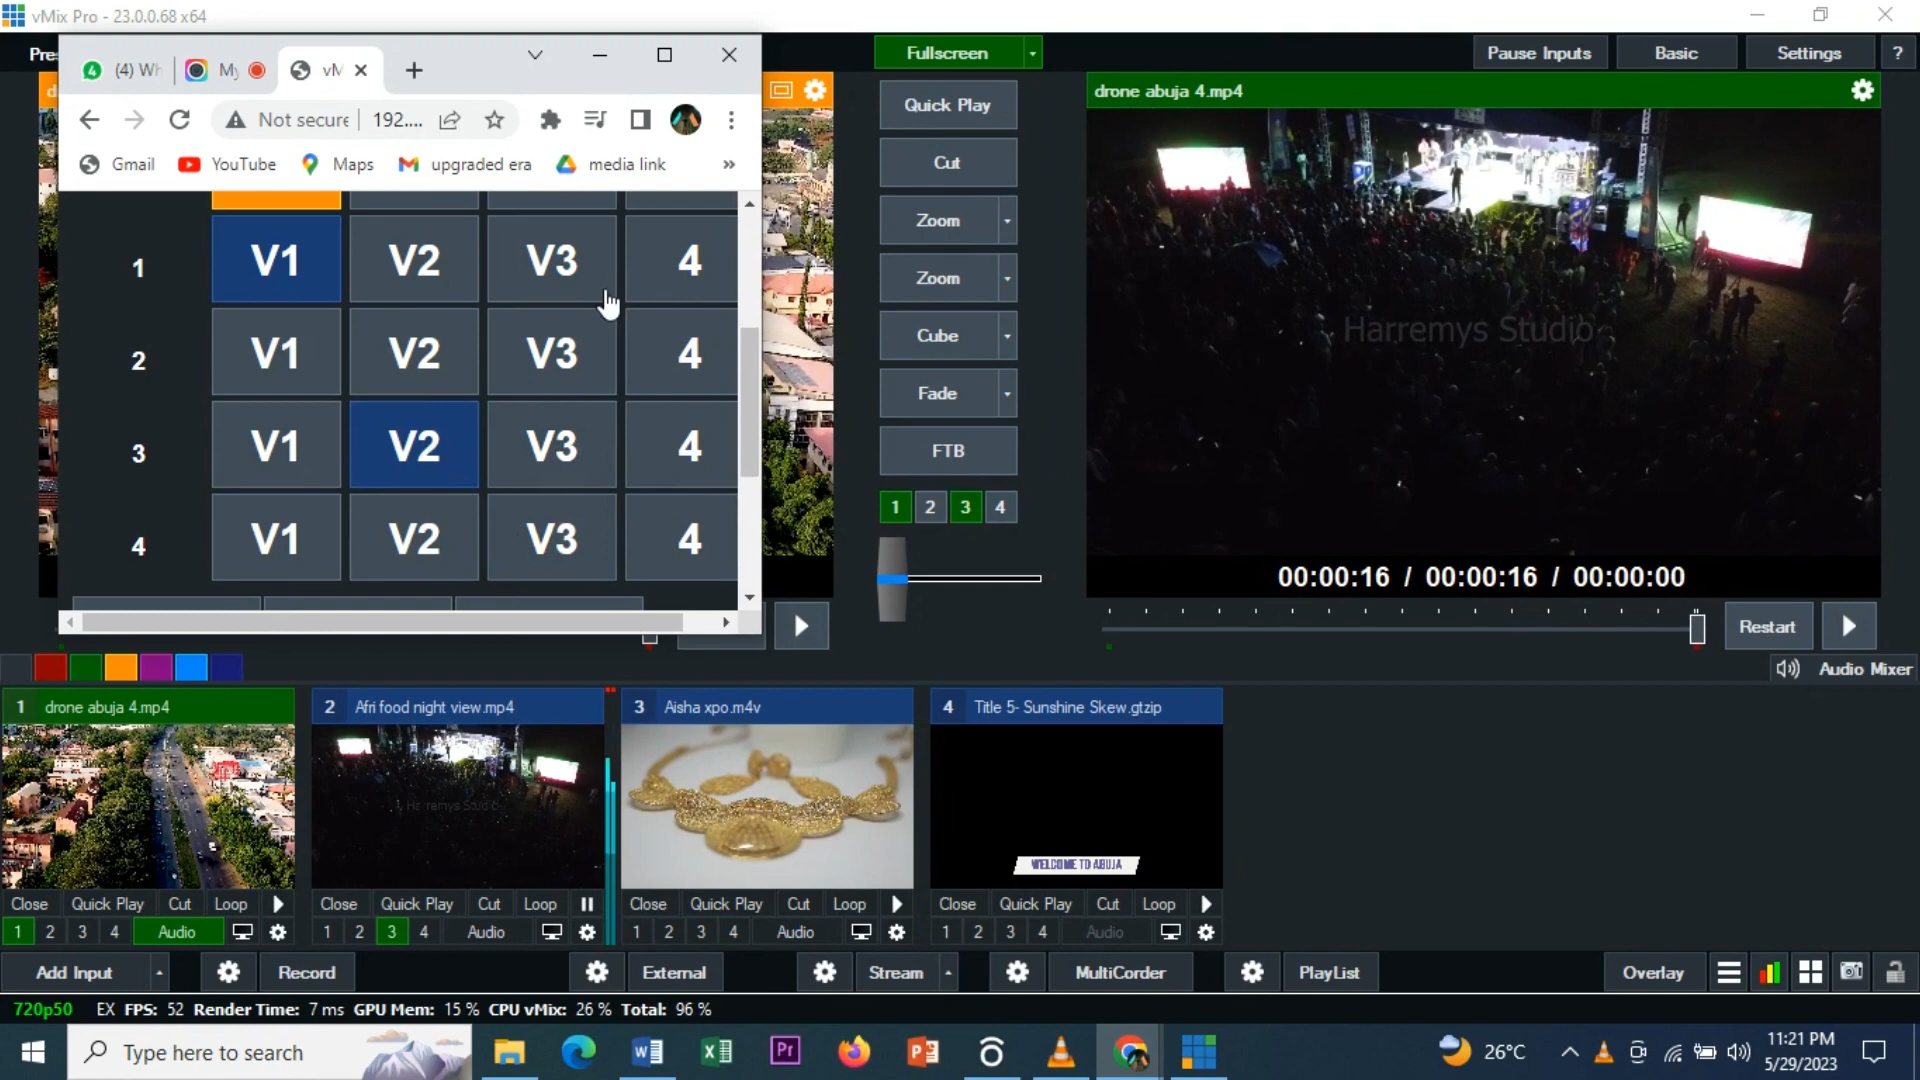 vMix Pro - 23.0.0.68 x64
Fullscreen
Pause Inputs
Basic
Settings
?
(4) Wh
My
vM
Not secure
192....
Gmail
YouTube
Maps
upgraded era
media link
»
1 V1 V2 V3 4
2 V1 V2 V3 4
3 V1 V2 V3 4
4 V1 V2 V3 4
Quick Play
Cut
Zoom
Zoom
Cube
Fade
FTB
1 2 3 4
drone abuja 4.mp4
Harremys Studio
00:00:16 / 00:00:16 / 00:00:00
Restart
Audio Mixer
1 drone abuja 4.mp4
2 Afri food night view.mp4
3 Aisha xpo.m4v
4 Title 5- Sunshine Skew.gtzip
WELCOME TO ABUJA
Close Quick Play Cut Loop
Close Quick Play Cut Loop
Close Quick Play Cut Loop
Close Quick Play Cut Loop
1 2 3 4 Audio
1 2 3 4 Audio
1 2 3 4 Audio
1 2 3 4 Audio
Add Input
Record
External
Stream
MultiCorder
PlayList
Overlay
720p50 EX FPS: 52 Render Time: 7 ms GPU Mem: 15 % CPU vMix: 26 % Total: 96 %
Type here to search
Pr
26°C
11:21 PM
5/29/2023